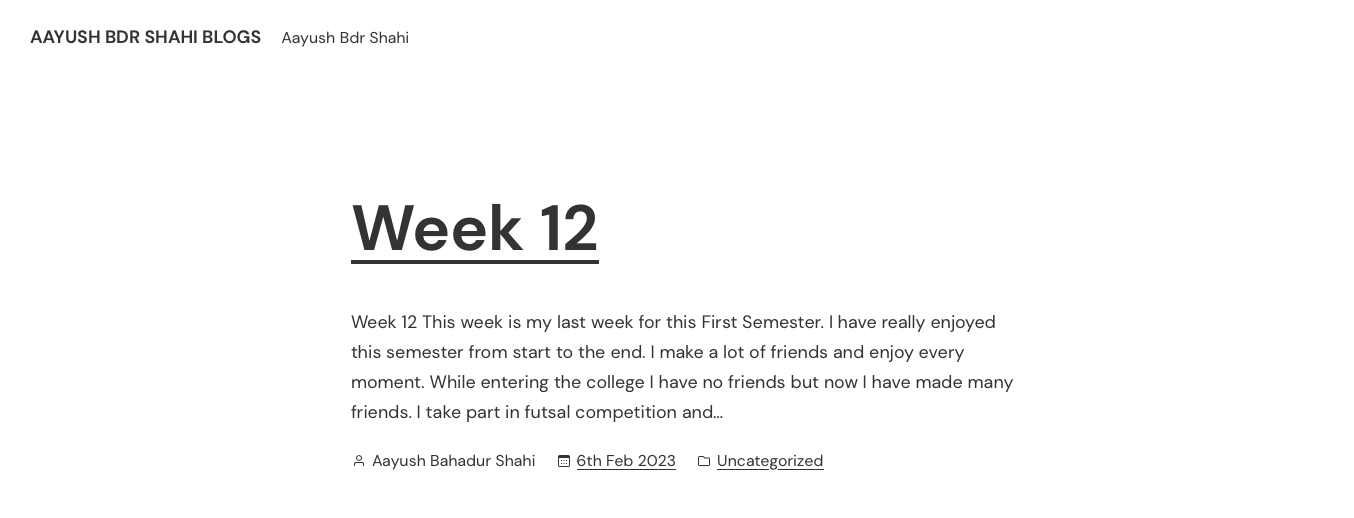 AAYUSH BDR SHAHI BLOGS Aayush Bdr Shahi
Week 12
Week 12 This week is my last week for this First Semester. I have really enjoyed
this semester from start to the end. I make a lot of friends and enjoy every
moment. While entering the college I have no friends but now I have made many
friends. I take part in futsal competition and…
Aayush Bahadur Shahi 6th Feb 2023 Uncategorized